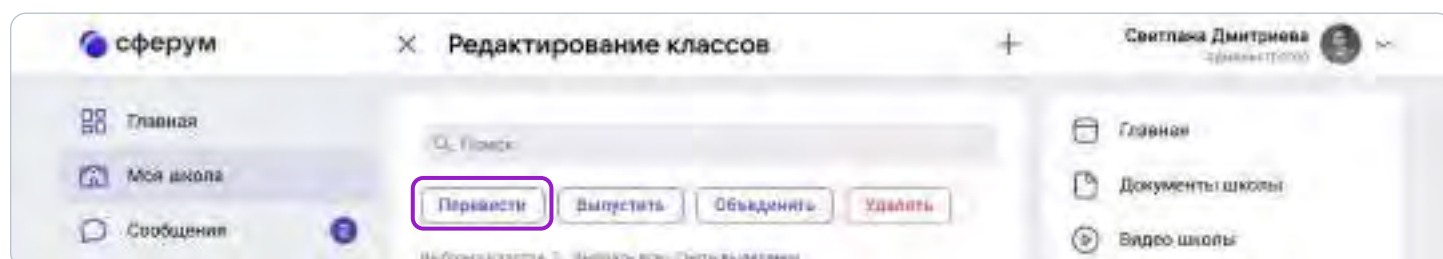 сферум
Редактирование классов
Светлана Дмитриева
администратор
Главная
Моя школа
Сообщения
Поиск
Перевести
Выпустить
Объединить
Удалить
Главная
Документы школы
Видео школы